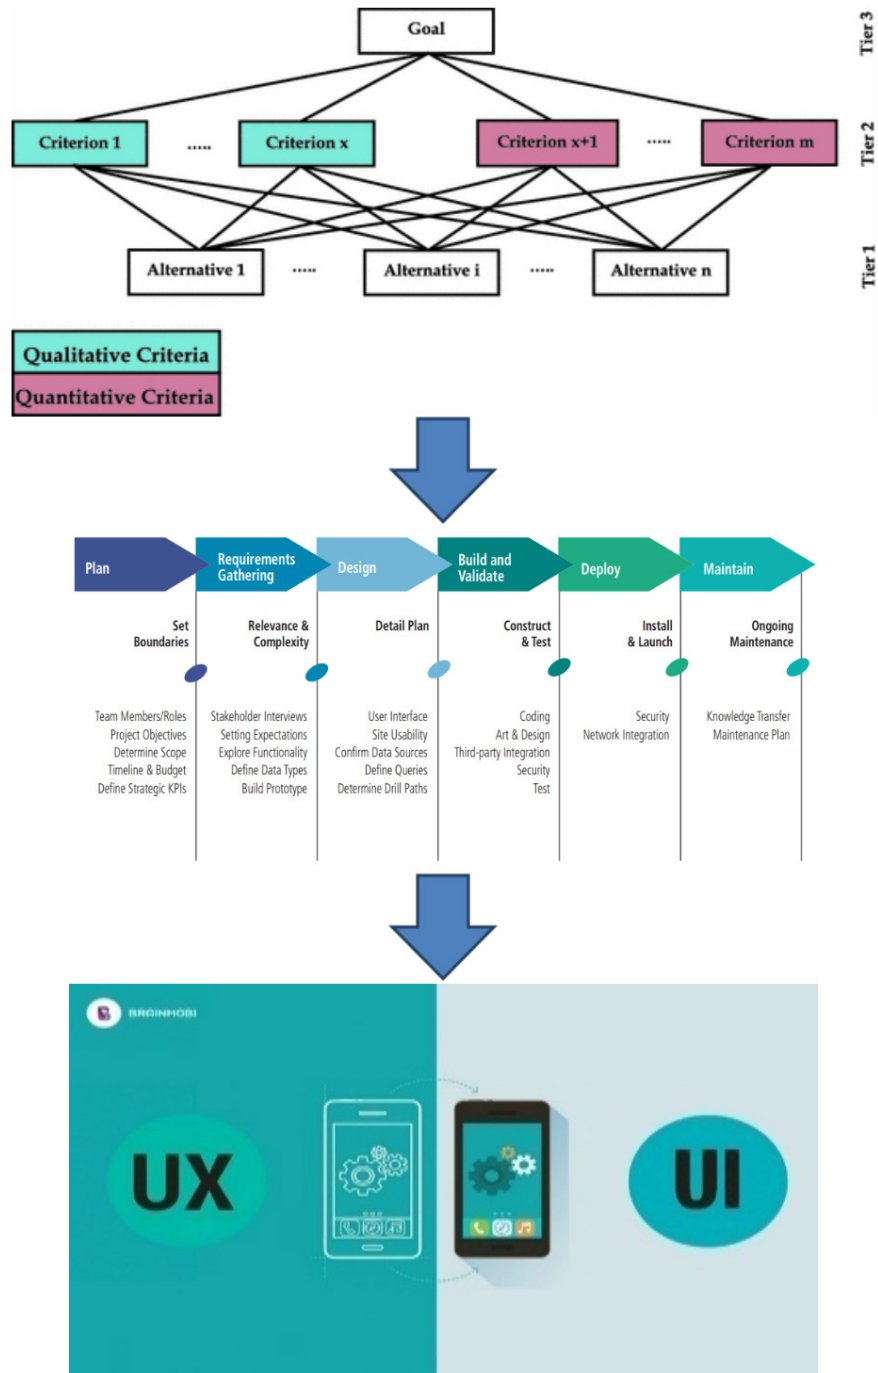 Goal
Tier 3
Criterion 1
.....
Criterion x
Criterion x+1
.....
Criterion m
Tier 2
Alternative 1
.....
Alternative i
.....
Alternative n
Tier 1
Qualitative Criteria
Quantitative Criteria
Plan
Requirements
Gathering
Design
Build and
Validate
Deploy
Maintain
Set
Boundaries
Relevance &
Complexity
Detail Plan
Construct
& Test
Install
& Launch
Ongoing
Maintenance
Team Members/Roles
Project Objectives
Determine Scope
Timeline & Budget
Define Strategic KPIs
Stakeholder Interviews
Setting Expectations
Explore Functionality
Define Data Types
Build Prototype
User Interface
Site Usability
Confirm Data Sources
Define Queries
Determine Drill Paths
Coding
Art & Design
Third-party Integration
Security
Test
Security
Network Integration
Knowledge Transfer
Maintenance Plan
BRAINMOBI
UX
UI